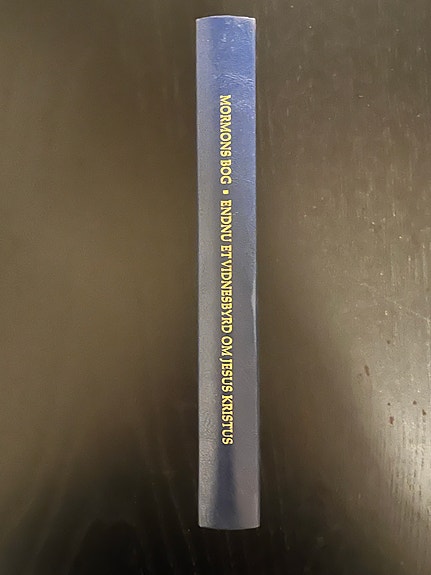 MORMONS BOG ▪ ENDNU ET VIDNESBYRD OM JESUS KRISTUS